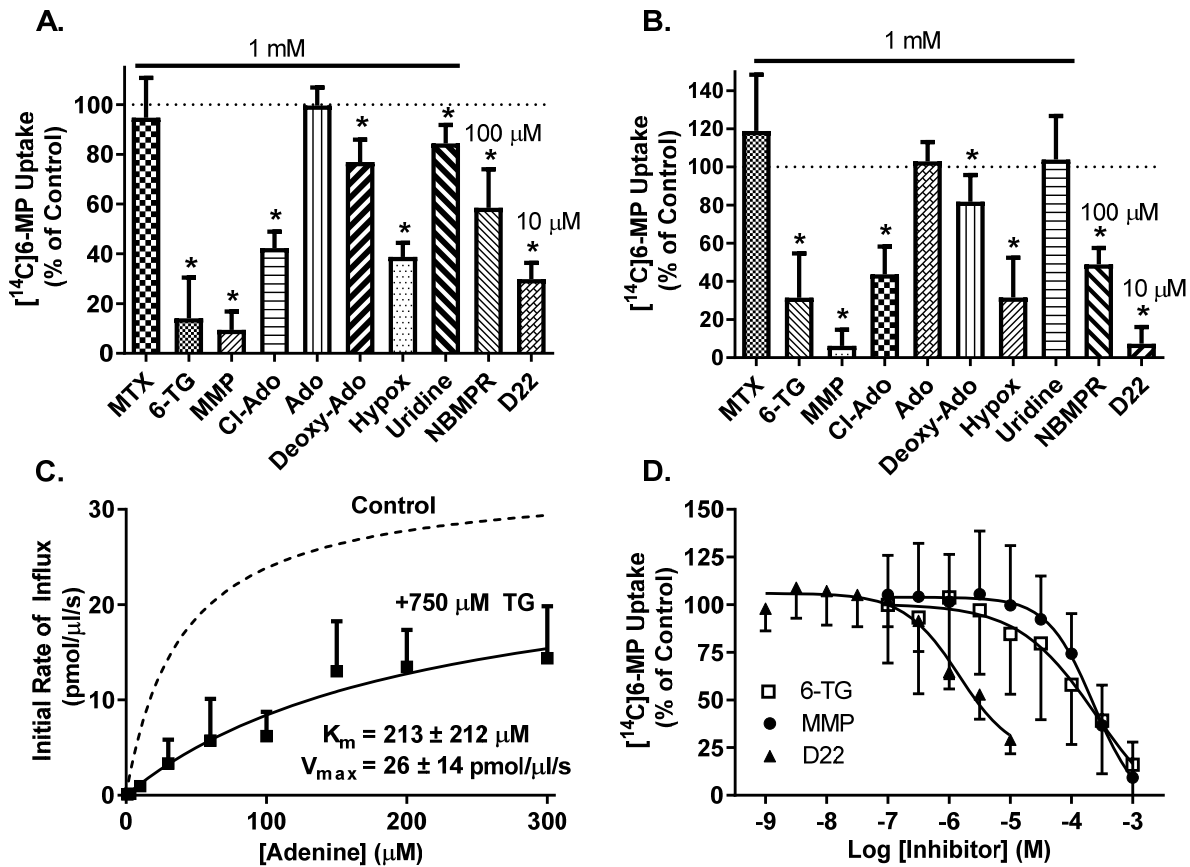 A.
1 mM
[¹⁴C]6-MP Uptake
(% of Control)
100
80
60
40
20
0
*
*
*
*
*
*
100 μM
*
10 μM
*
MTX
6-TG
MMP
Cl-Ado
Ado
Deoxy-Ado
Hypox
Uridine
NBMPR
D22
B.
1 mM
[¹⁴C]6-MP Uptake
(% of Control)
140
120
100
80
60
40
20
0
*
*
*
*
*
100 μM
*
10 μM
*
MTX
6-TG
MMP
Cl-Ado
Ado
Deoxy-Ado
Hypox
Uridine
NBMPR
D22
C.
Initial Rate of Influx
(pmol/μl/s)
30
20
10
0
Control
+750 μM TG
Km = 213 ± 212 μM
Vmax = 26 ± 14 pmol/μl/s
0
100
200
300
[Adenine] (μM)
D.
[¹⁴C]6-MP Uptake
(% of Control)
150
125
100
75
50
25
0
6-TG
MMP
D22
-9
-8
-7
-6
-5
-4
-3
Log [Inhibitor] (M)